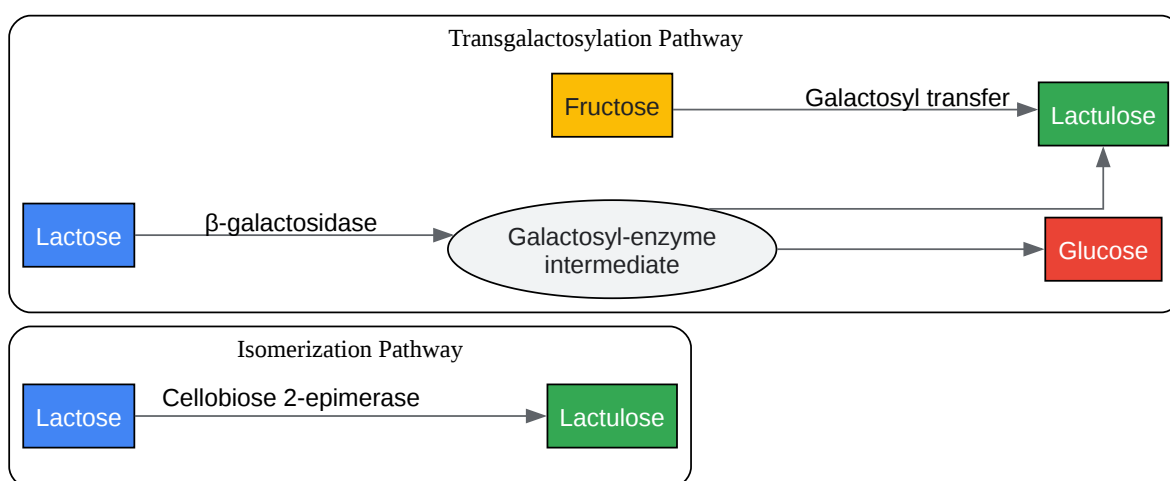 Transgalactosylation Pathway
Fructose
Galactosyl transfer
Lactulose
Lactose
β-galactosidase
Galactosyl-enzyme
intermediate
Glucose
Isomerization Pathway
Lactose
Cellobiose 2-epimerase
Lactulose